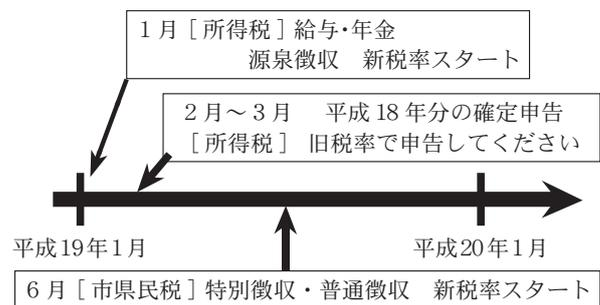 1月［所得税］給与・年金
源泉徴収　新税率スタート
2月～3月　平成18年分の確定申告
［所得税］ 旧税率で申告してください
平成19年1月
平成20年1月
6月［市県民税］特別徴収・普通徴収　新税率スタート